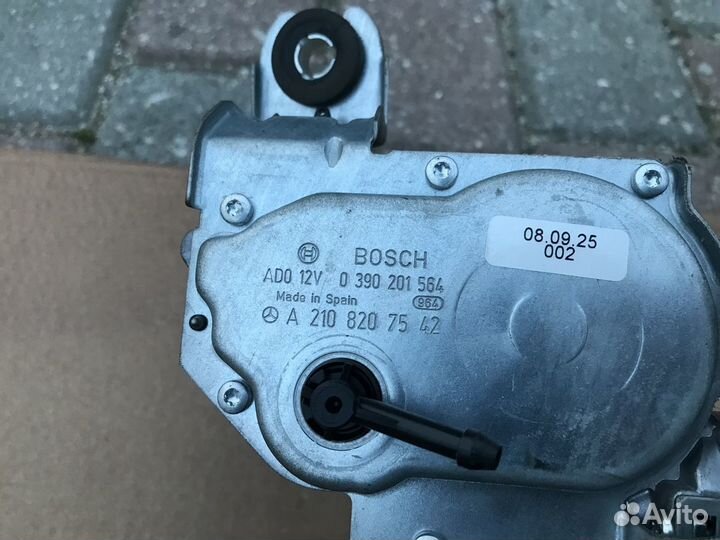 BOSCH
AD0 12V 0 390 201 564
Made in Spain 964
A 210 820 75 42
08.09.25
002
Avito